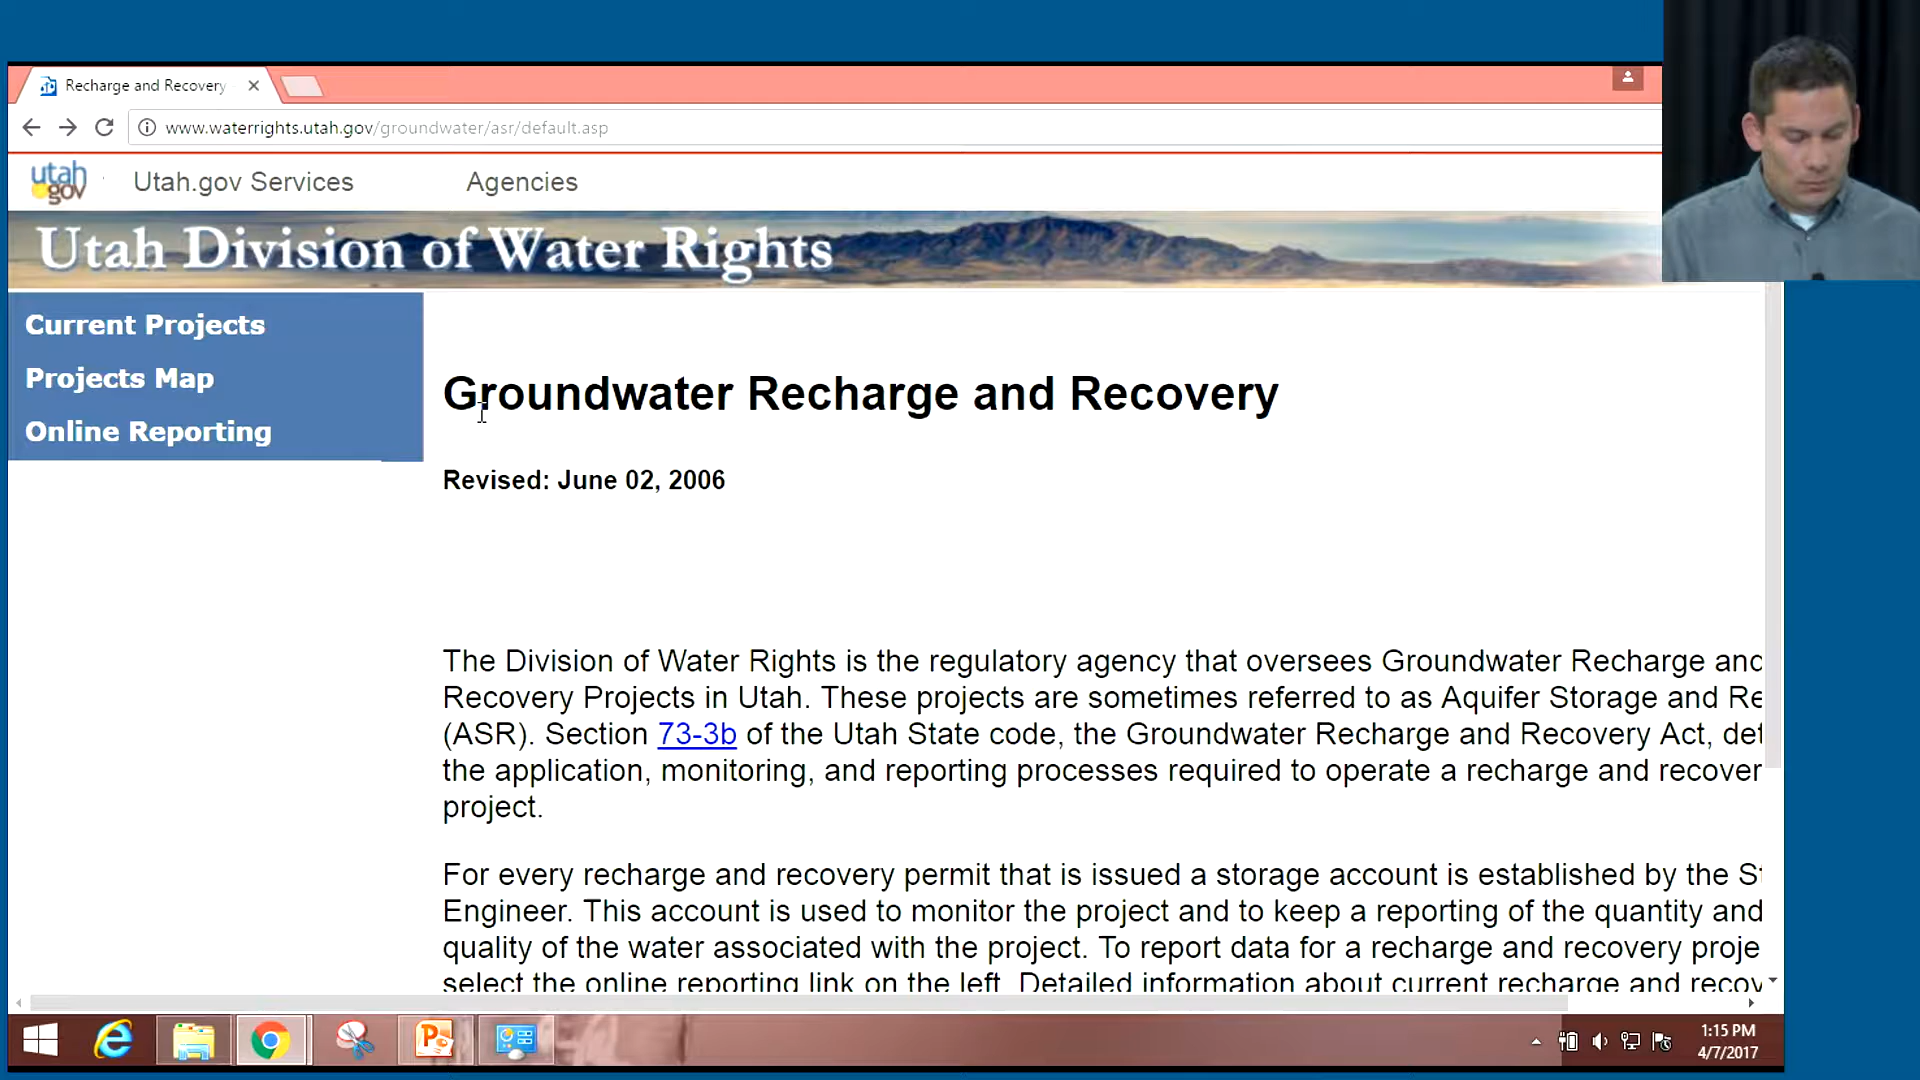 Recharge and Recovery
www.waterrights.utah.gov/groundwater/asr/default.asp
utah
gov
Utah.gov Services
Agencies
Utah Division of Water Rights
Current Projects
Projects Map
Online Reporting
Groundwater Recharge and Recovery
Revised: June 02, 2006
The Division of Water Rights is the regulatory agency that oversees Groundwater Recharge and
Recovery Projects in Utah. These projects are sometimes referred to as Aquifer Storage and Re
(ASR). Section 73-3b of the Utah State code, the Groundwater Recharge and Recovery Act, def
the application, monitoring, and reporting processes required to operate a recharge and recover
project.
For every recharge and recovery permit that is issued a storage account is established by the St
Engineer. This account is used to monitor the project and to keep a reporting of the quantity and
quality of the water associated with the project. To report data for a recharge and recovery proje
select the online reporting link on the left. Detailed information about current recharge and recov
1:15 PM
4/7/2017